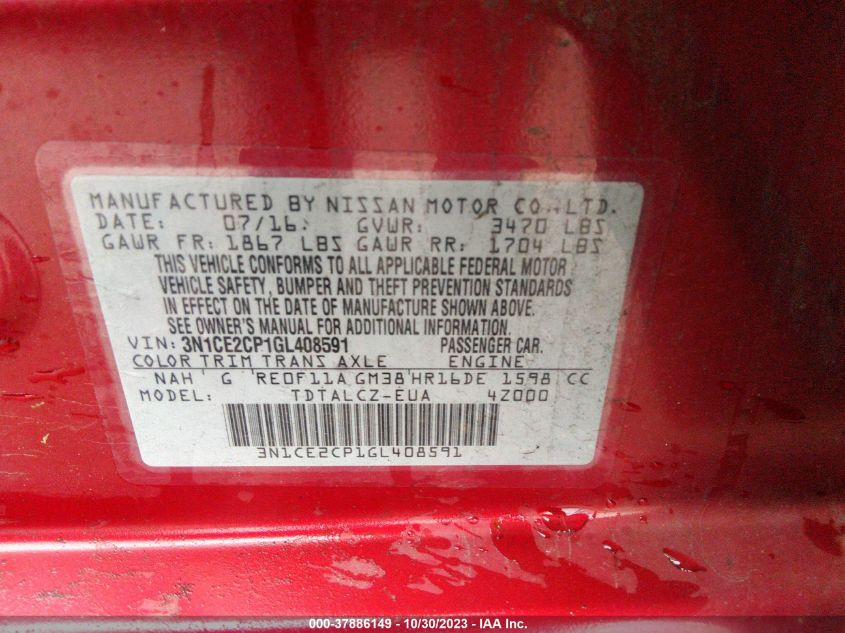 MANUFACTURED BY NISSAN MOTOR CO.,LTD.
DATE: 07/16. GVWR: 3470 LBS
GAWR FR: 1867 LBS GAWR RR: 1704 LBS
THIS VEHICLE CONFORMS TO ALL APPLICABLE FEDERAL MOTOR
VEHICLE SAFETY, BUMPER AND THEFT PREVENTION STANDARDS
IN EFFECT ON THE DATE OF MANUFACTURE SHOWN ABOVE.
SEE OWNER'S MANUAL FOR ADDITIONAL INFORMATION.
VIN: 3N1CE2CP1GL408591 PASSENGER CAR.
COLOR TRIM TRANS AXLE ENGINE
NAH G RE0F11A GM38 HR16DE 1598 CC
MODEL: TDTALCZ-EUA 4Z000
3N1CE2CP1GL408591
000-37886149 - 10/30/2023 - IAA Inc.